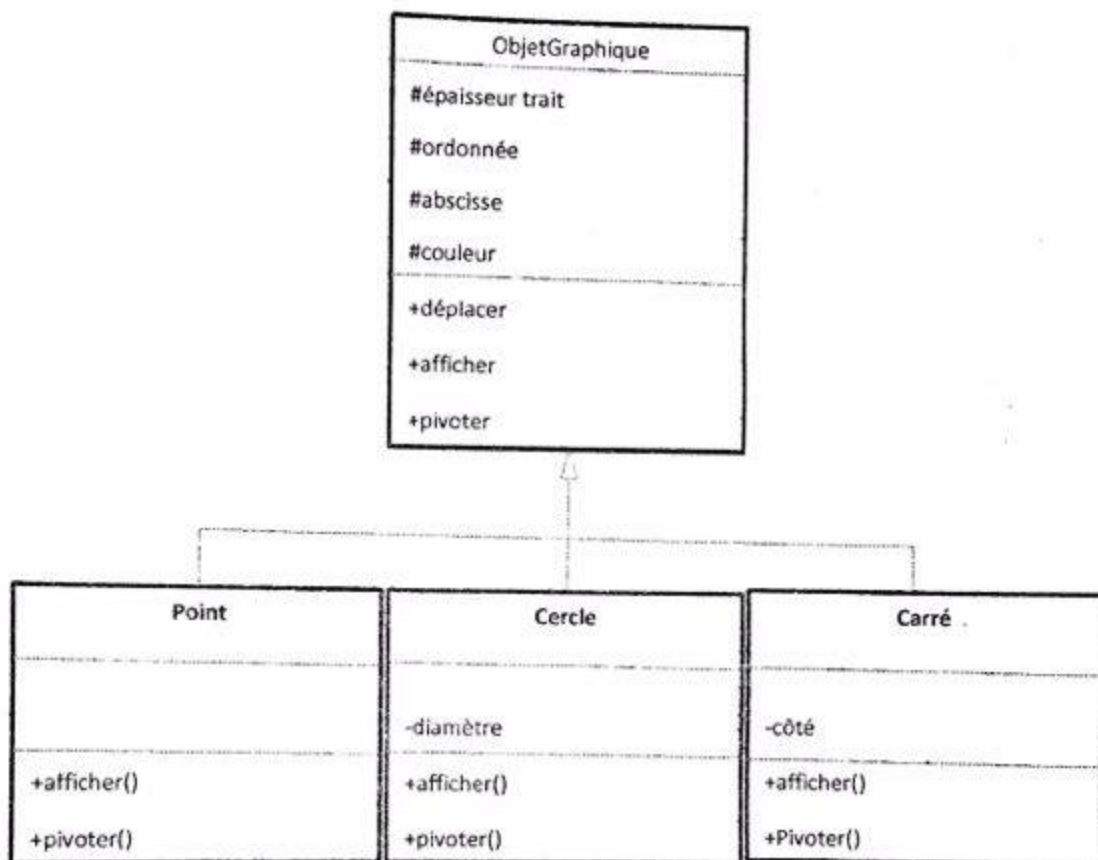 ObjetGraphique
#épaisseur trait
#ordonnée
#abscisse
#couleur
+déplacer
+afficher
+pivoter
Point
+afficher()
+pivoter()
Cercle
-diamètre
+afficher()
+pivoter()
Carré
-côté
+afficher()
+Pivoter()